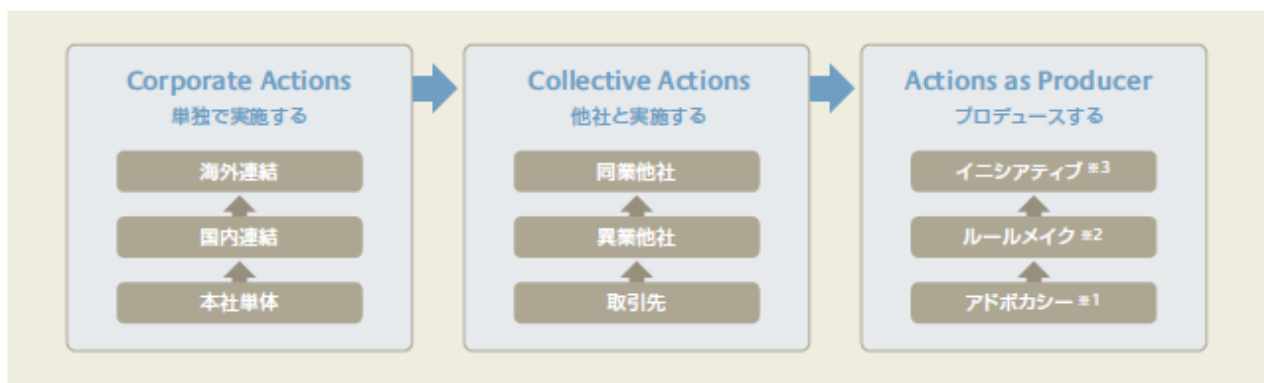 Corporate Actions
単独で実施する
海外連結
国内連結
本社単体
Collective Actions
他社と実施する
同業他社
異業他社
取引先
Actions as Producer
プロデュースする
イニシアティブ ※3
ルールメイク ※2
アドボカシー ※1